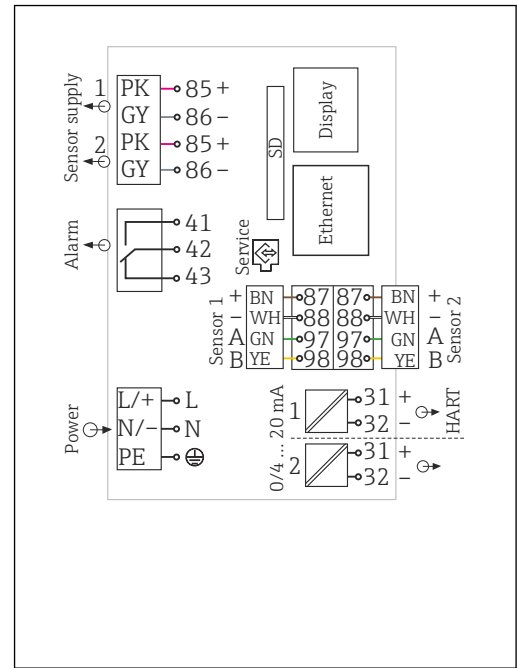 Sensor supply
1 PK 85 +
GY 86 -
2 PK 85 +
GY 86 -
Display
SD
Ethernet
Alarm
41
42
43
Service
Sensor 1
+ BN 87 87 BN +
- WH 88 88 WH -
A GN 97 97 GN A
B YE 98 98 YE B
Sensor 2
Power
L/+ L
N/- N
PE
0/4 ... 20 mA
1 31 +
32 -
HART
2 31 +
32 -